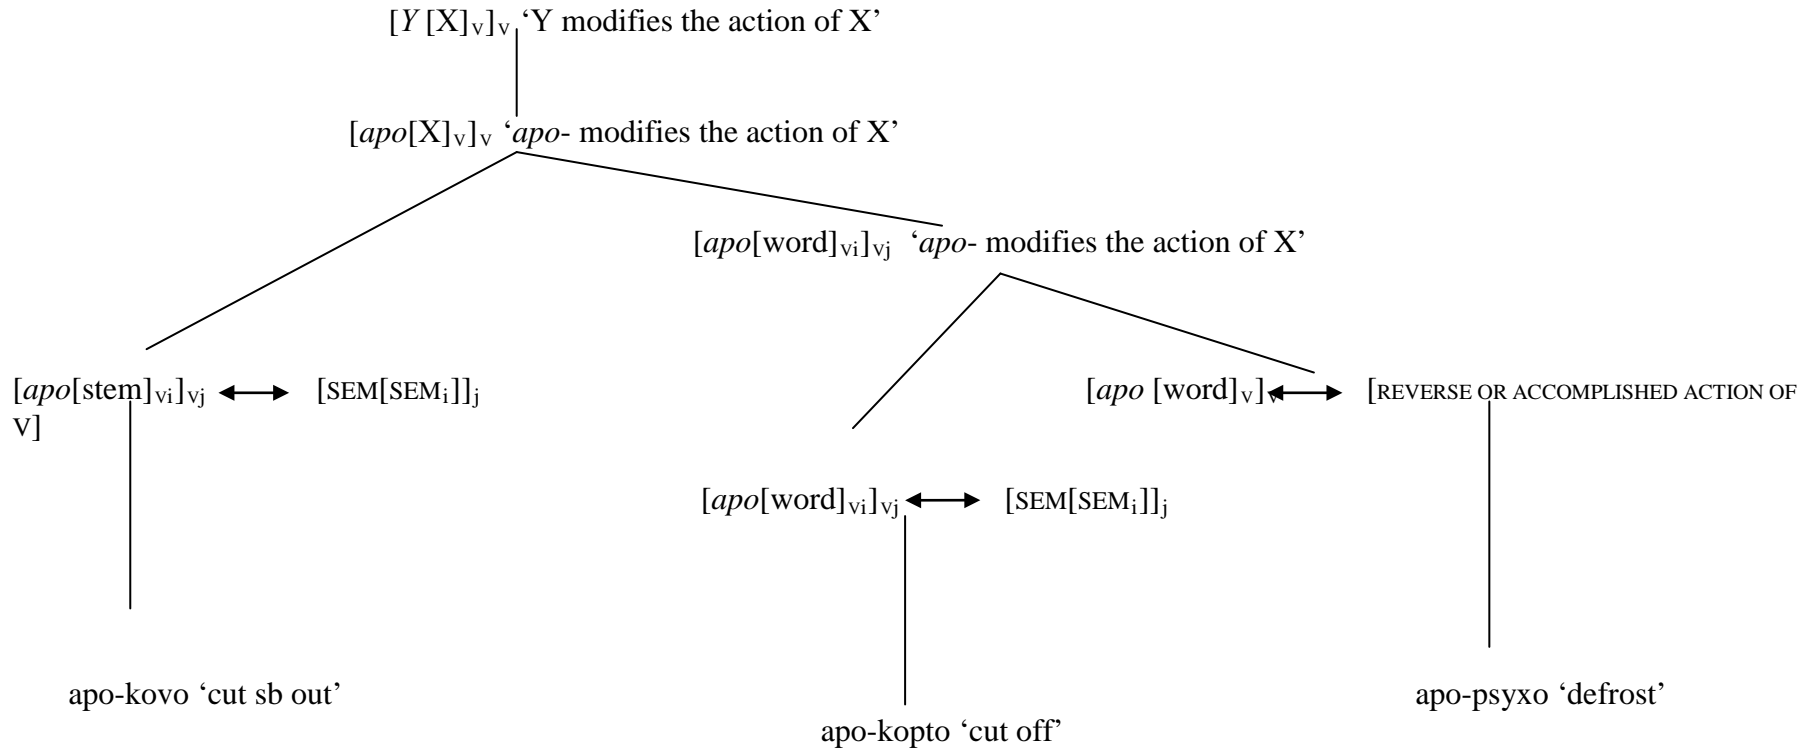 [Y [X]v]v ‘Y modifies the action of X’
[apo[X]v]v ‘apo- modifies the action of X’
[apo[word]vi]vj ‘apo- modifies the action of X’
[apo[stem]vi]vj ↔ [SEM[SEMi]]j
[apo [word]v]v ↔ [REVERSE OR ACCOMPLISHED ACTION OF
V]
[apo[word]vi]vj ↔ [SEM[SEMi]]j
apo-kovo ‘cut sb out’
apo-psyxo ‘defrost’
apo-kopto ‘cut off’